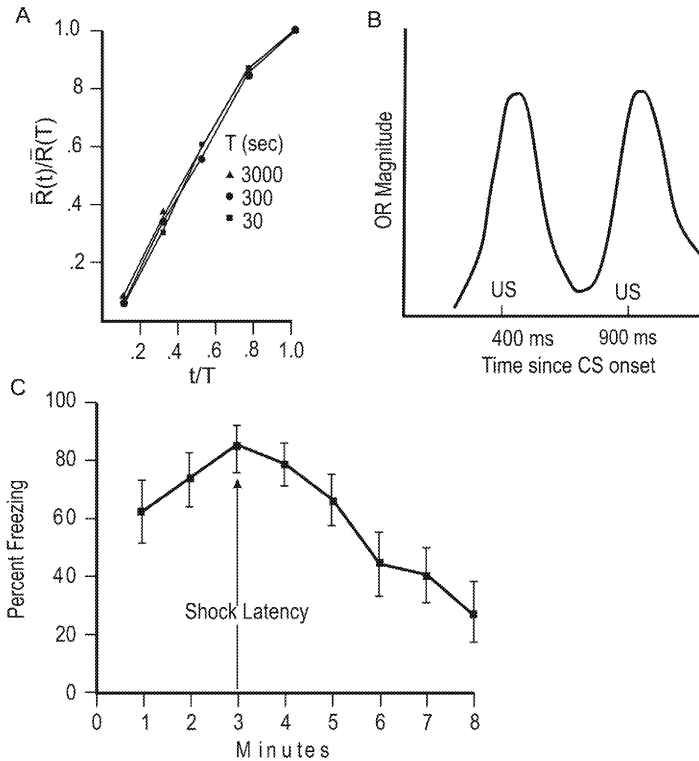 A
R̄(t)/R̄(T)
1.0
.8
.6
.4
.2
T (sec)
3000
300
30
.2 .4 .6 .8 1.0
t/T
B
OR Magnitude
US US
400 ms 900 ms
Time since CS onset
C
Percent Freezing
100
80
60
40
20
0
Shock Latency
0 1 2 3 4 5 6 7 8
Minutes